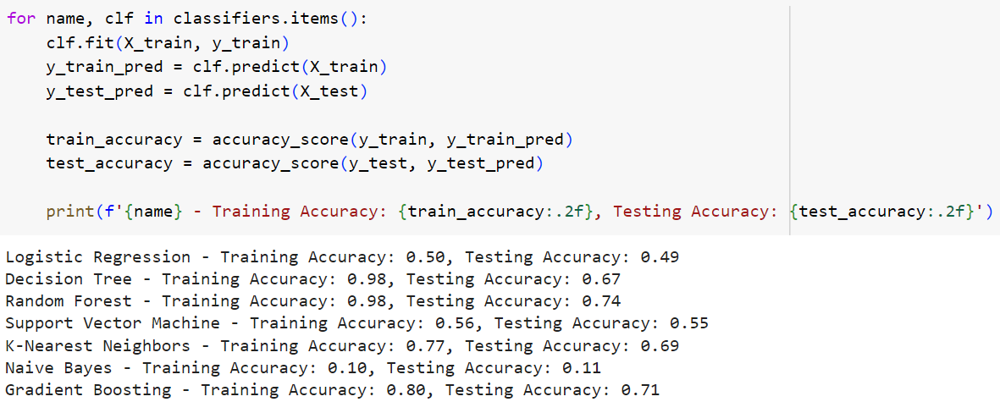 for name, clf in classifiers.items():
    clf.fit(X_train, y_train)
    y_train_pred = clf.predict(X_train)
    y_test_pred = clf.predict(X_test)

    train_accuracy = accuracy_score(y_train, y_train_pred)
    test_accuracy = accuracy_score(y_test, y_test_pred)

    print(f'{name} - Training Accuracy: {train_accuracy:.2f}, Testing Accuracy: {test_accuracy:.2f}')
Logistic Regression - Training Accuracy: 0.50, Testing Accuracy: 0.49
Decision Tree - Training Accuracy: 0.98, Testing Accuracy: 0.67
Random Forest - Training Accuracy: 0.98, Testing Accuracy: 0.74
Support Vector Machine - Training Accuracy: 0.56, Testing Accuracy: 0.55
K-Nearest Neighbors - Training Accuracy: 0.77, Testing Accuracy: 0.69
Naive Bayes - Training Accuracy: 0.10, Testing Accuracy: 0.11
Gradient Boosting - Training Accuracy: 0.80, Testing Accuracy: 0.71